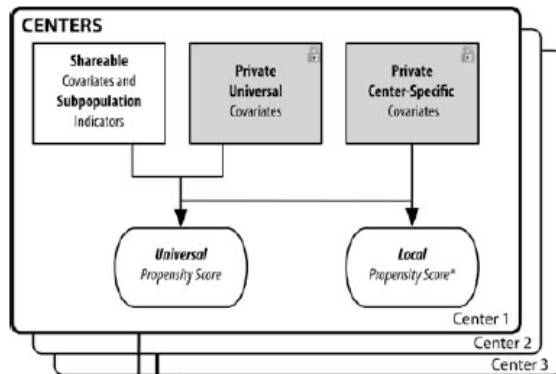 CENTERS
Shareable
Covariates and
Subpopulation
Indicators
Private
Universal
Covariates
Private
Center-Specific
Covariates
Universal
Propensity Score
Local
Propensity Score*
Center 1
Center 2
Center 3